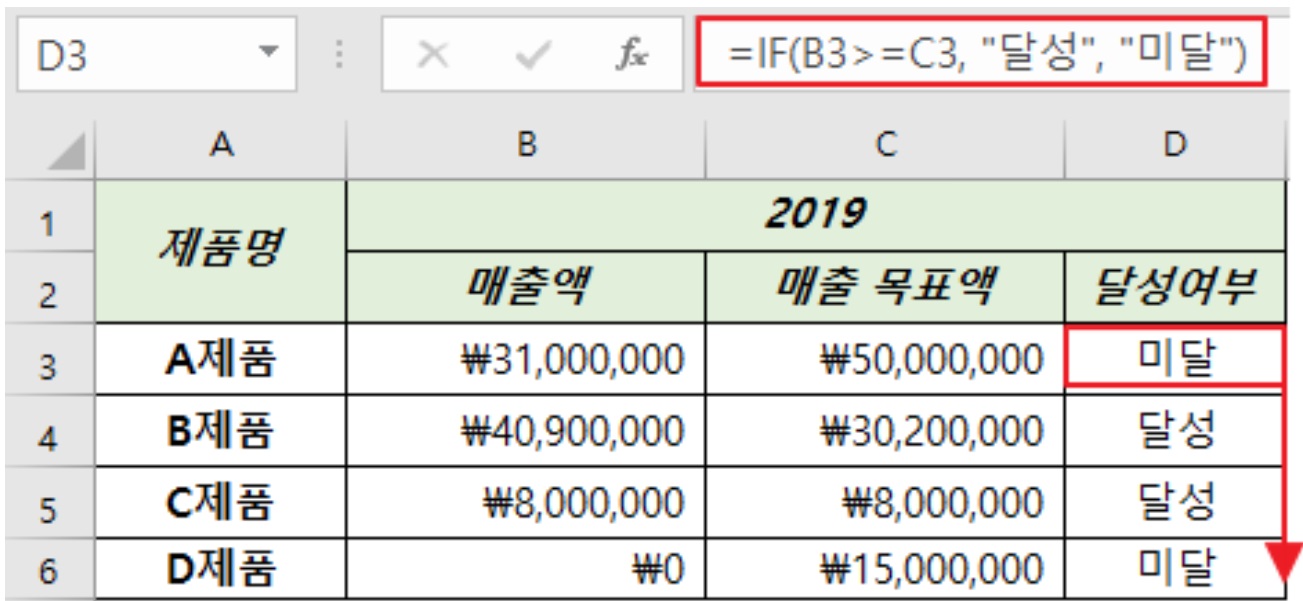 D3 fx =IF(B3>=C3, "달성", "미달")
A B C D
1 제품명 2019
2 매출액 매출 목표액 달성여부
3 A제품 ₩31,000,000 ₩50,000,000 미달
4 B제품 ₩40,900,000 ₩30,200,000 달성
5 C제품 ₩8,000,000 ₩8,000,000 달성
6 D제품 ₩0 ₩15,000,000 미달